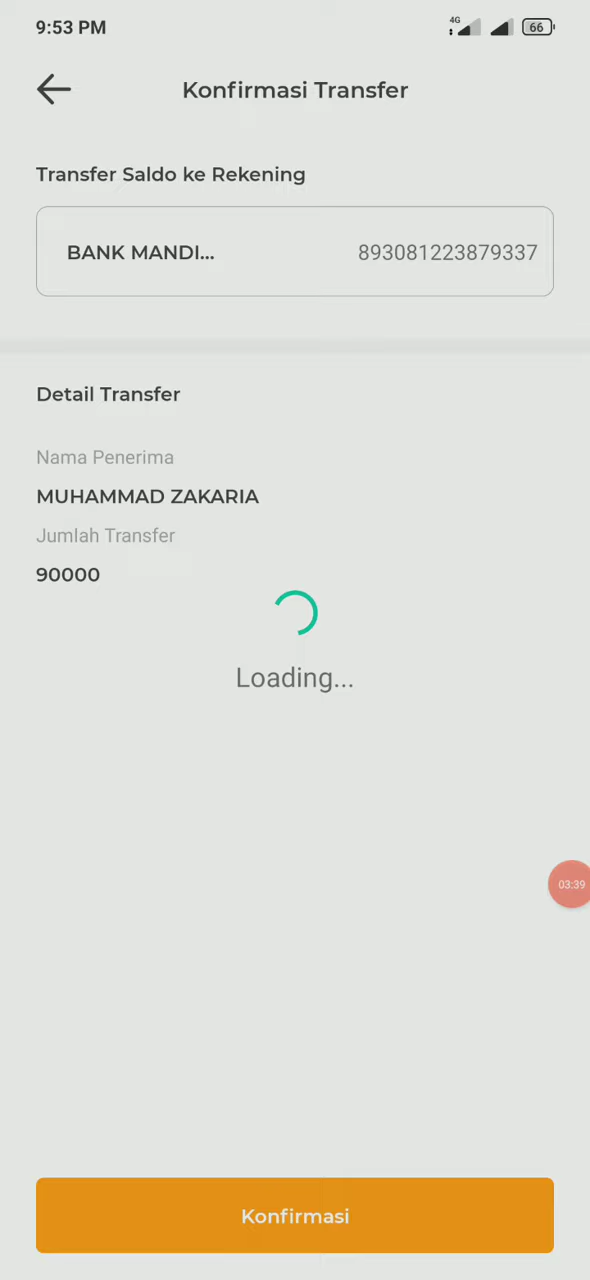 9:53 PM
4G
66
Konfirmasi Transfer
Transfer Saldo ke Rekening
BANK MANDI... 893081223879337
Detail Transfer
Nama Penerima
MUHAMMAD ZAKARIA
Jumlah Transfer
90000
Loading...
03:39
Konfirmasi